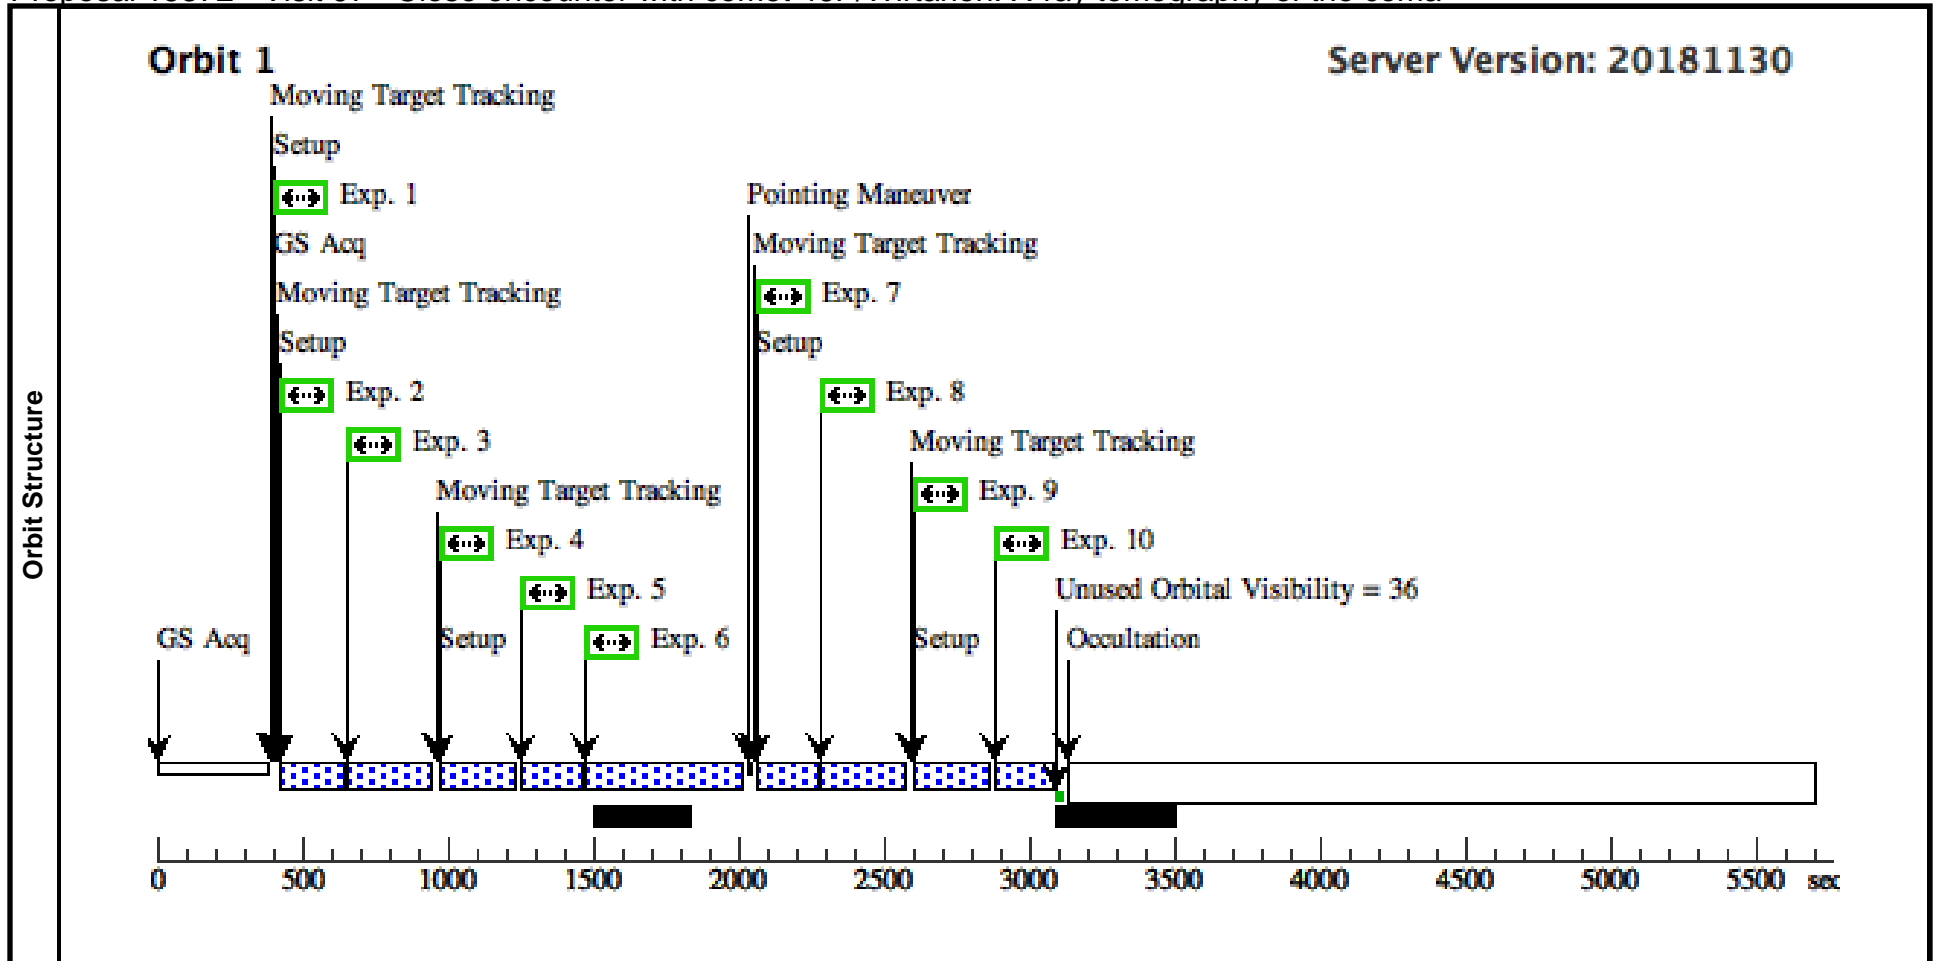 Orbit 1
Server Version: 20181130
Moving Target Tracking
Setup
Exp. 1
Pointing Maneuver
GS Acq
Moving Target Tracking
Moving Target Tracking
Exp. 7
Setup
Setup
Exp. 2
Exp. 8
Exp. 3
Moving Target Tracking
Moving Target Tracking
Exp. 9
Exp. 4
Exp. 10
Exp. 5
Unused Orbital Visibility = 36
GS Acq
Setup
Exp. 6
Setup
Occultation
Orbit Structure
0 500 1000 1500 2000 2500 3000 3500 4000 4500 5000 5500 sec